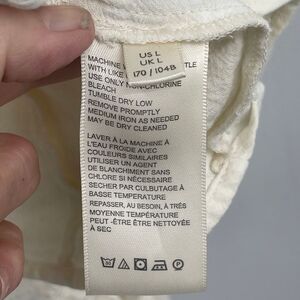 US L
UK L
170 / 104B
MACHINE
WITH LIKE
USE ONLY NON-CHLORINE
BLEACH
TUMBLE DRY LOW
REMOVE PROMPTLY
MEDIUM IRON AS NEEDED
MAY BE DRY CLEANED
LAVER À LA MACHINE À
L'EAU FROIDE AVEC
COULEURS SIMILAIRES
UTILISER UN AGENT
DE BLANCHIMENT SANS
CHLORE SI NÉCESSAIRE
SECHER PAR CULBUTAGE À
BASSE TEMPERATURE
REPASSER, AU BESOIN, À TRÈS
MOYENNE TEMPÉRATURE
PEUT -ÊTRE ÊTRE NETTOYÉE
À SEC